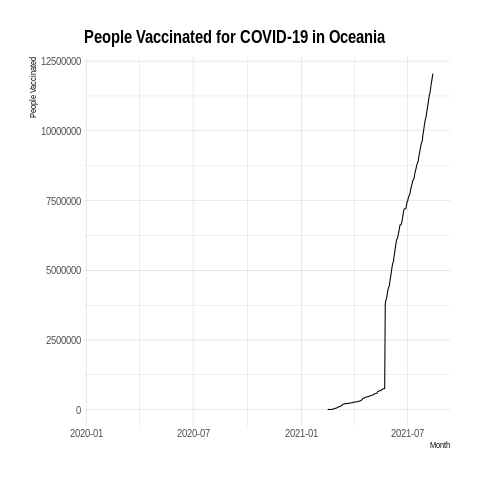 People Vaccinated for COVID-19 in Oceania
People Vaccinated
12500000
10000000
7500000
5000000
2500000
0
2020-01 2020-07 2021-01 2021-07
Month